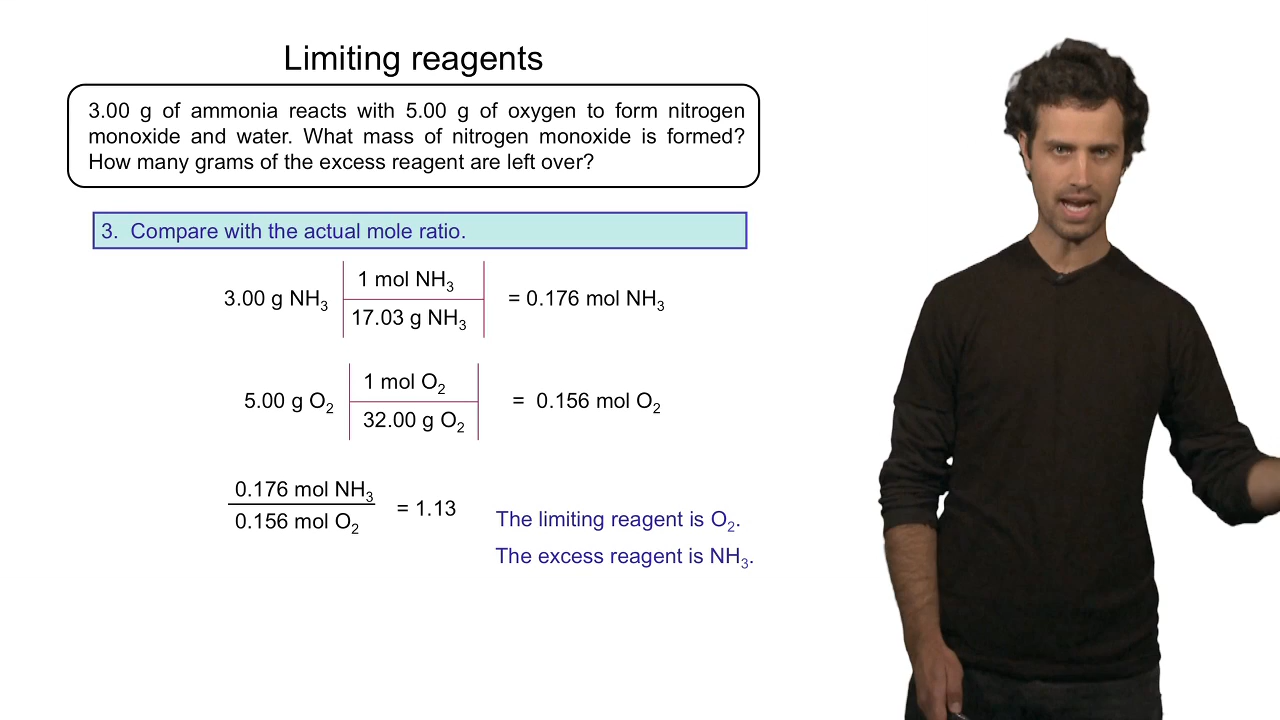 Limiting reagents
3.00 g of ammonia reacts with 5.00 g of oxygen to form nitrogen
monoxide and water. What mass of nitrogen monoxide is formed?
How many grams of the excess reagent are left over?
3. Compare with the actual mole ratio.
1 mol NH₃
3.00 g NH₃ = 0.176 mol NH₃
17.03 g NH₃
1 mol O₂
5.00 g O₂ = 0.156 mol O₂
32.00 g O₂
0.176 mol NH₃
= 1.13
0.156 mol O₂
The limiting reagent is O₂.
The excess reagent is NH₃.